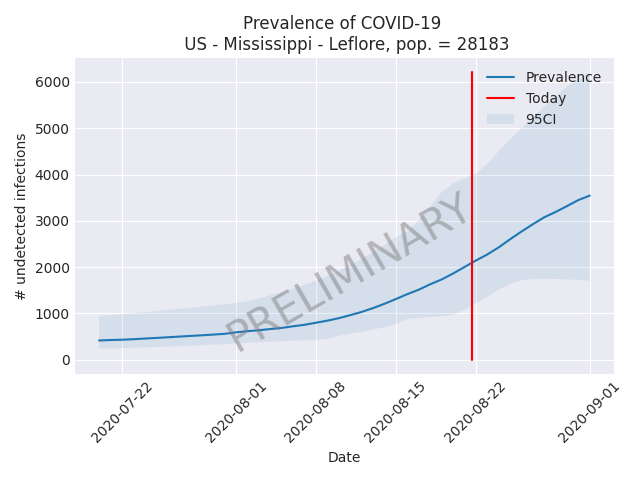 Prevalence of COVID-19
US - Mississippi - Leflore, pop. = 28183
6000
5000
4000
3000
2000
1000
0
# undetected infections
Prevalence
Today
95CI
PRELIMINARY
2020-07-22
2020-08-01
2020-08-08
2020-08-15
2020-08-22
2020-09-01
Date